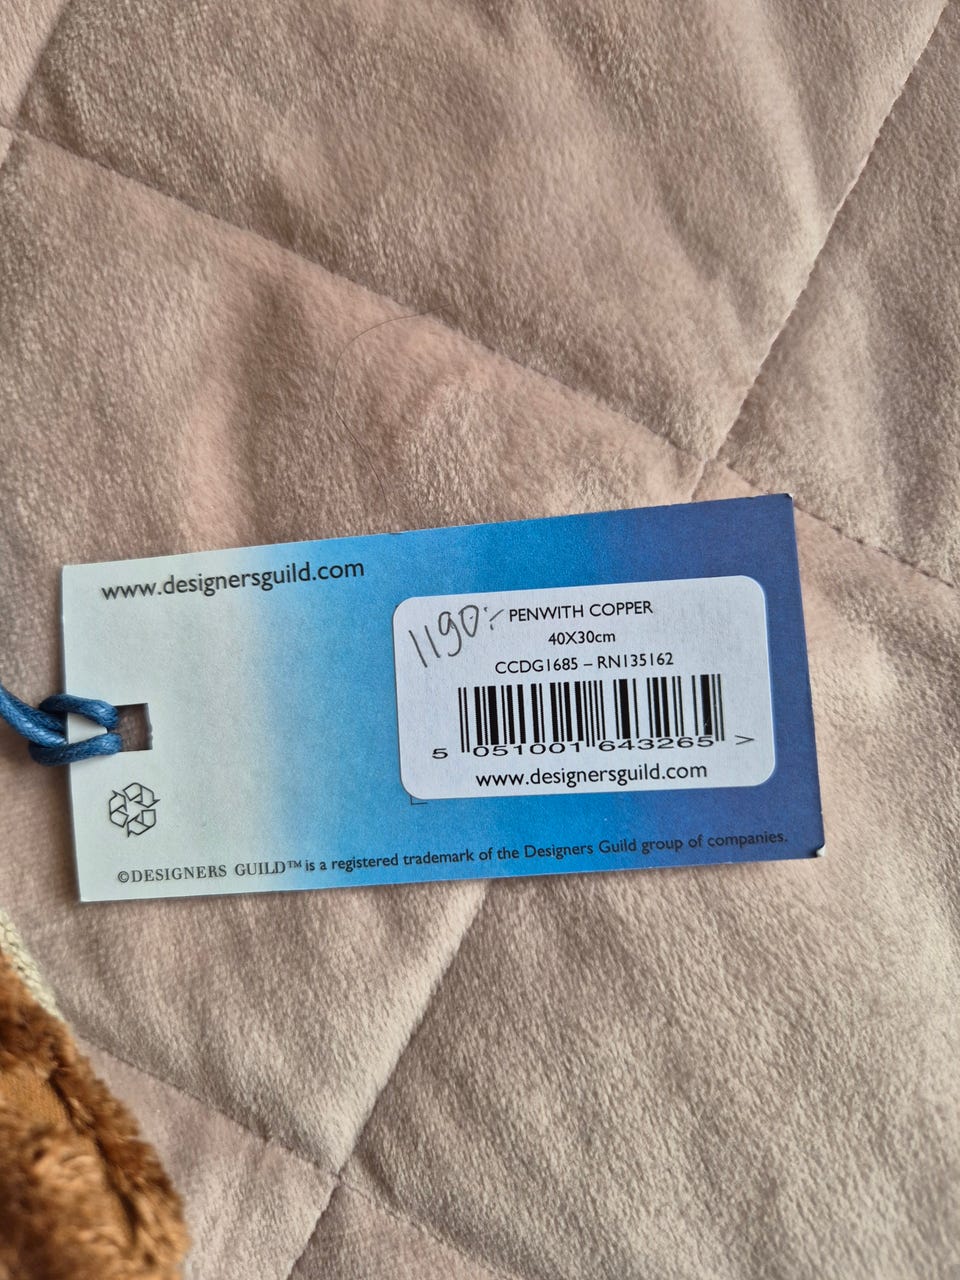 www.designersguild.com
1190:- PENWITH COPPER
40X30cm
CCDG1685 – RN135162
5 051001 643265 >
www.designersguild.com
©DESIGNERS GUILD™ is a registered trademark of the Designers Guild group of companies.